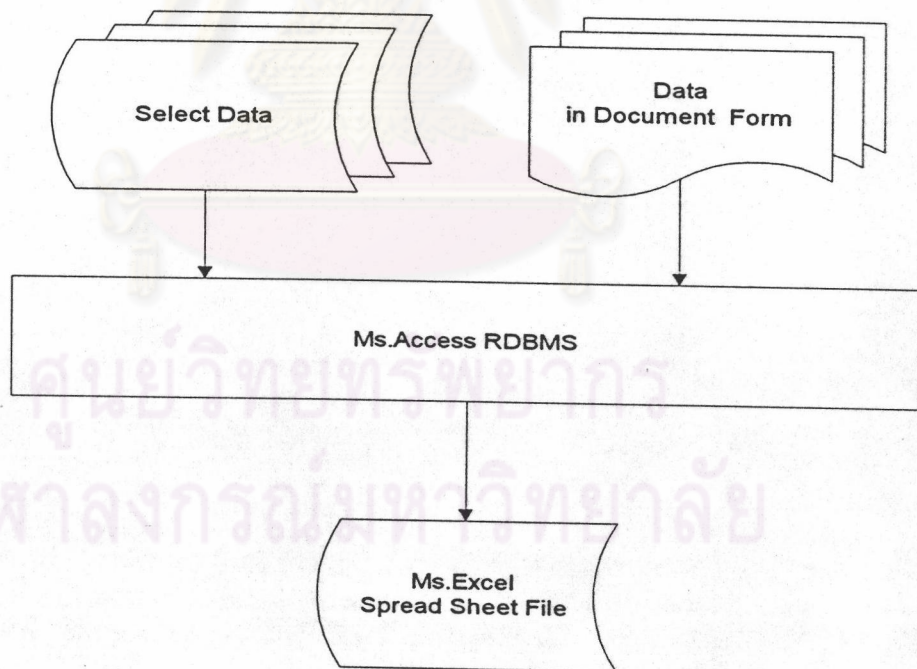 Select Data
Data
in Document Form
Ms.Access RDBMS
ศูนย์วิทยทรัพยากร
ฬาลงกรณ์มหาวิทยาลัย
Ms.Excel
Spread Sheet File